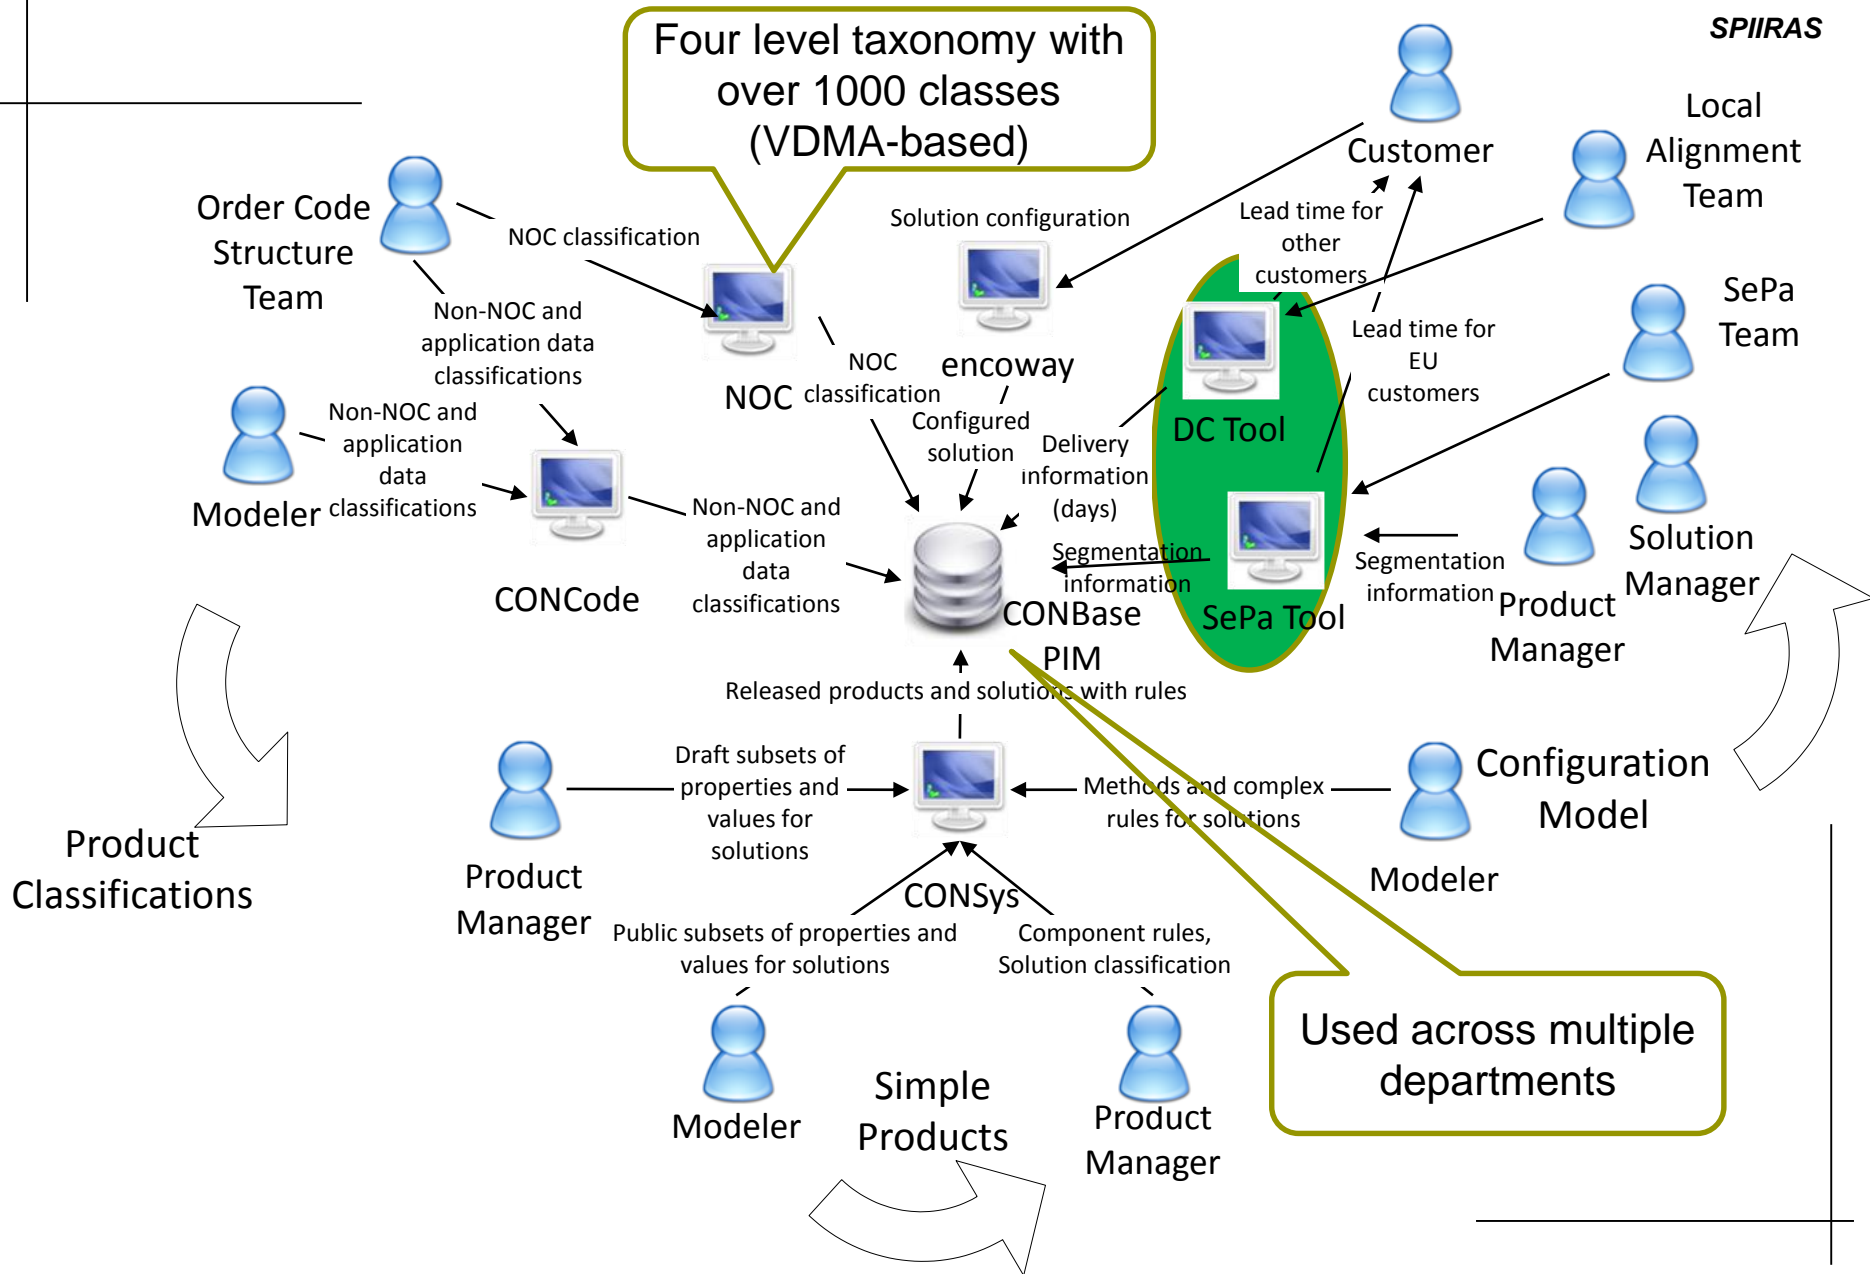 SPIIRAS
Four level taxonomy with
over 1000 classes
(VDMA-based)
Customer
Local
Alignment
Team
Order Code
Structure
Team
NOC classification
Solution configuration
Lead time for
other
customers
SePa
Team
Non-NOC and
application data
classifications
NOC
NOC
classification
encoway
Lead time for
EU
customers
Modeler
Non-NOC and
application
data
classifications
Configured
solution
DC Tool
Delivery
information
(days)
CONCode
Non-NOC and
application
data
classifications
CONBase
PIM
Segmentation
information
SePa Tool
Segmentation
information
Product
Manager
Solution
Manager
Released products and solutions with rules
Product
Classifications
Product
Manager
Draft subsets of
properties and
values for
solutions
CONSys
Methods and complex
rules for solutions
Modeler
Configuration
Model
Public subsets of properties and
values for solutions
Component rules,
Solution classification
Modeler
Simple
Products
Product
Manager
Used across multiple
departments